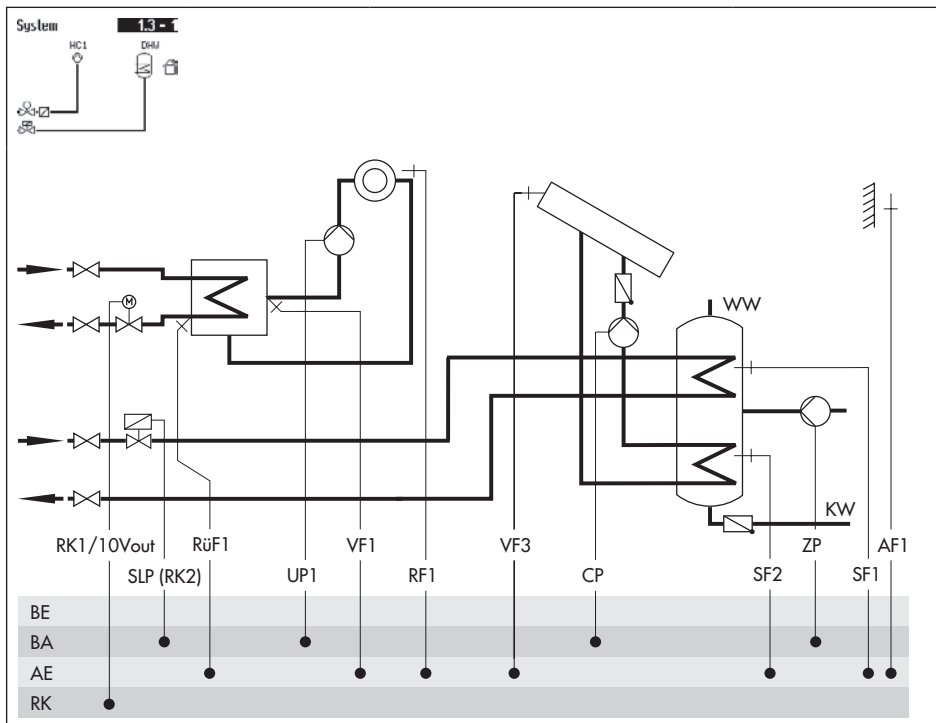 System 1.3 - 1
HC1 DHW
M
WW
KW
RK1/10Vout RüF1 VF1 VF3 ZP AF1
SLP (RK2) UP1 RF1 CP SF2 SF1
BE
BA
AE
RK